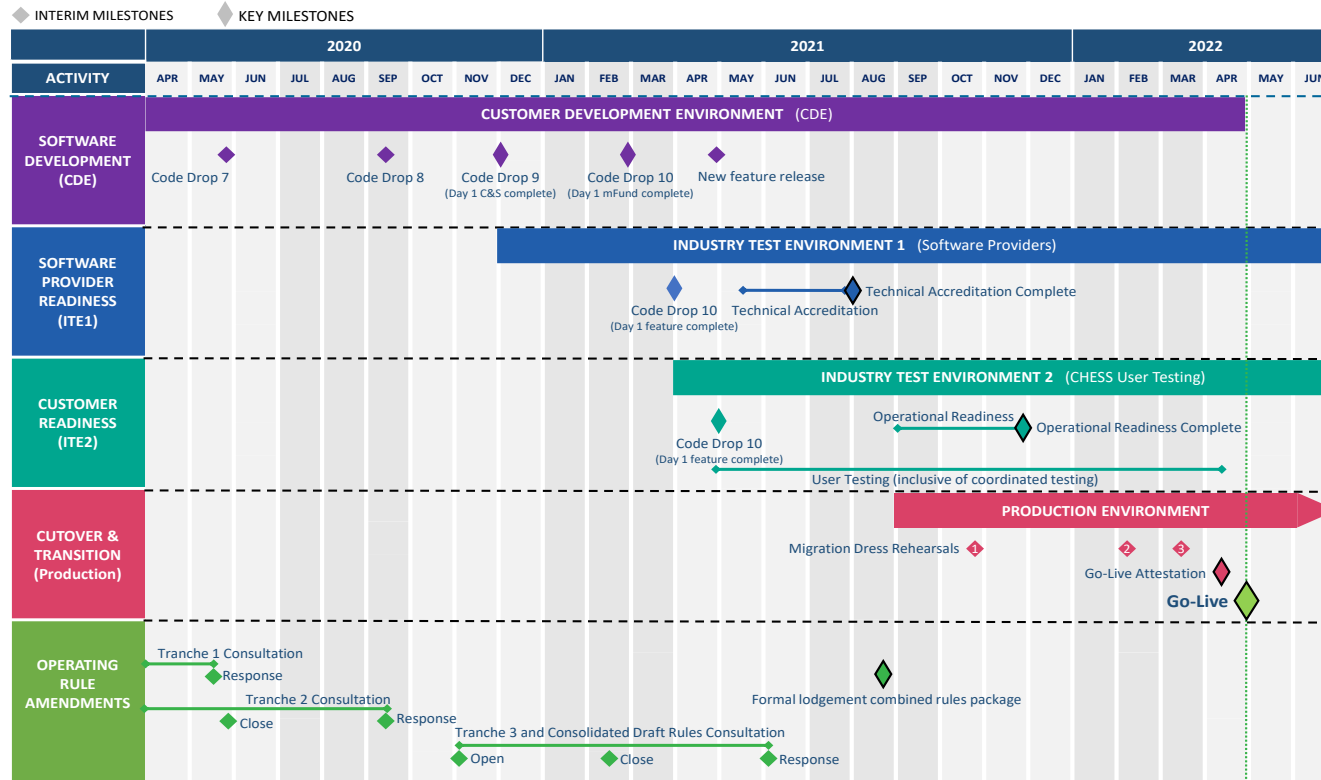 INTERIM MILESTONES
KEY MILESTONES
2020
2021
2022
ACTIVITY
APR MAY JUN JUL AUG SEP OCT NOV DEC JAN FEB MAR APR MAY JUN JUL AUG SEP OCT NOV DEC JAN FEB MAR APR MAY JUN
SOFTWARE
DEVELOPMENT
(CDE)
CUSTOMER DEVELOPMENT ENVIRONMENT (CDE)
Code Drop 7
Code Drop 8
Code Drop 9
(Day 1 C&S complete)
Code Drop 10
(Day 1 mFund complete)
New feature release
SOFTWARE
PROVIDER
READINESS
(ITE1)
INDUSTRY TEST ENVIRONMENT 1 (Software Providers)
Code Drop 10
(Day 1 feature complete)
Technical Accreditation
Technical Accreditation Complete
CUSTOMER
READINESS
(ITE2)
INDUSTRY TEST ENVIRONMENT 2 (CHESS User Testing)
Code Drop 10
(Day 1 feature complete)
Operational Readiness
Operational Readiness Complete
User Testing (inclusive of coordinated testing)
CUTOVER &
TRANSITION
(Production)
PRODUCTION ENVIRONMENT
Migration Dress Rehearsals
1
2
3
Go-Live Attestation
Go-Live
OPERATING
RULE
AMENDMENTS
Tranche 1 Consultation
Response
Tranche 2 Consultation
Close
Response
Tranche 3 and Consolidated Draft Rules Consultation
Open
Close
Response
Formal lodgement combined rules package